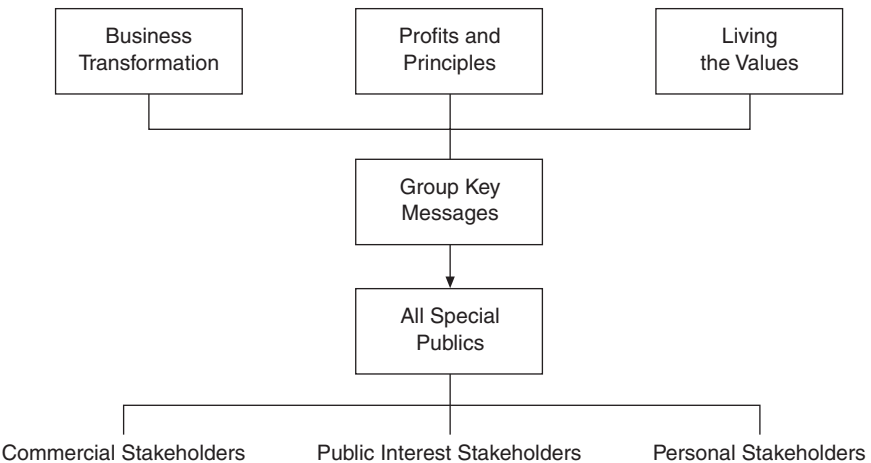 Business
Transformation
Profits and
Principles
Living
the Values
Group Key
Messages
All Special
Publics
Commercial Stakeholders
Public Interest Stakeholders
Personal Stakeholders